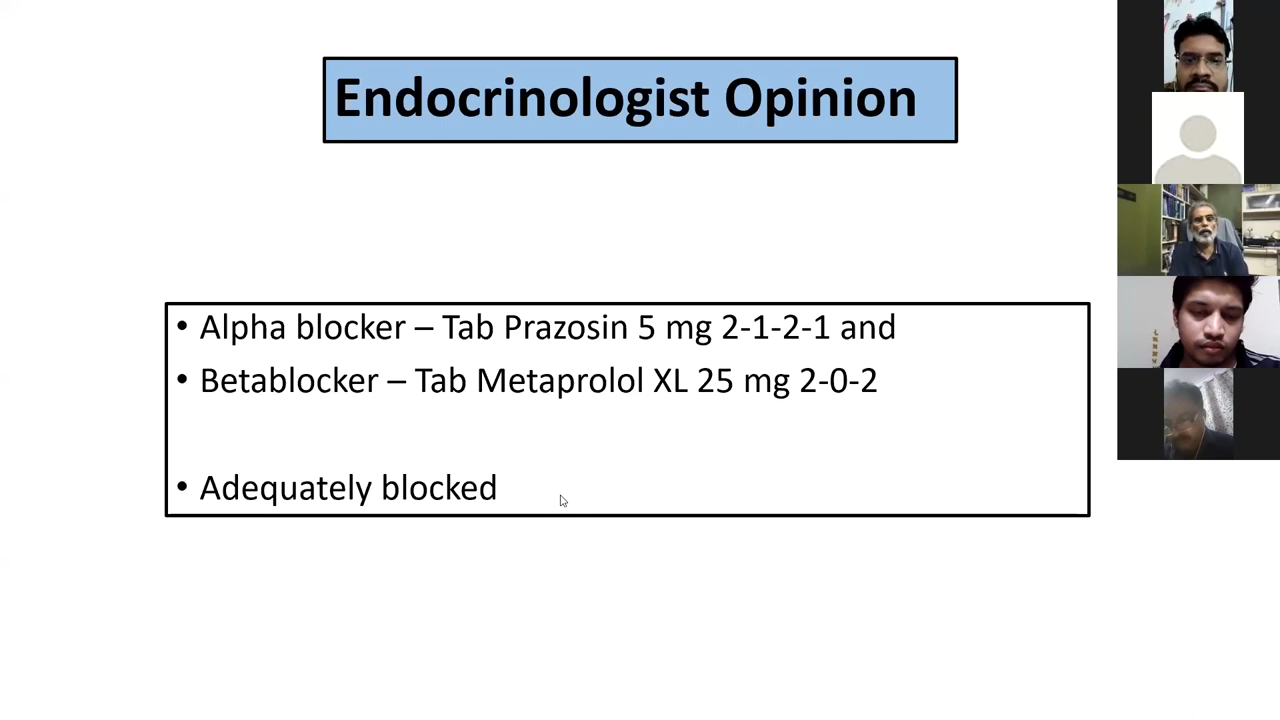 Endocrinologist Opinion
• Alpha blocker – Tab Prazosin 5 mg 2-1-2-1 and
• Betablocker – Tab Metaprolol XL 25 mg 2-0-2
• Adequately blocked